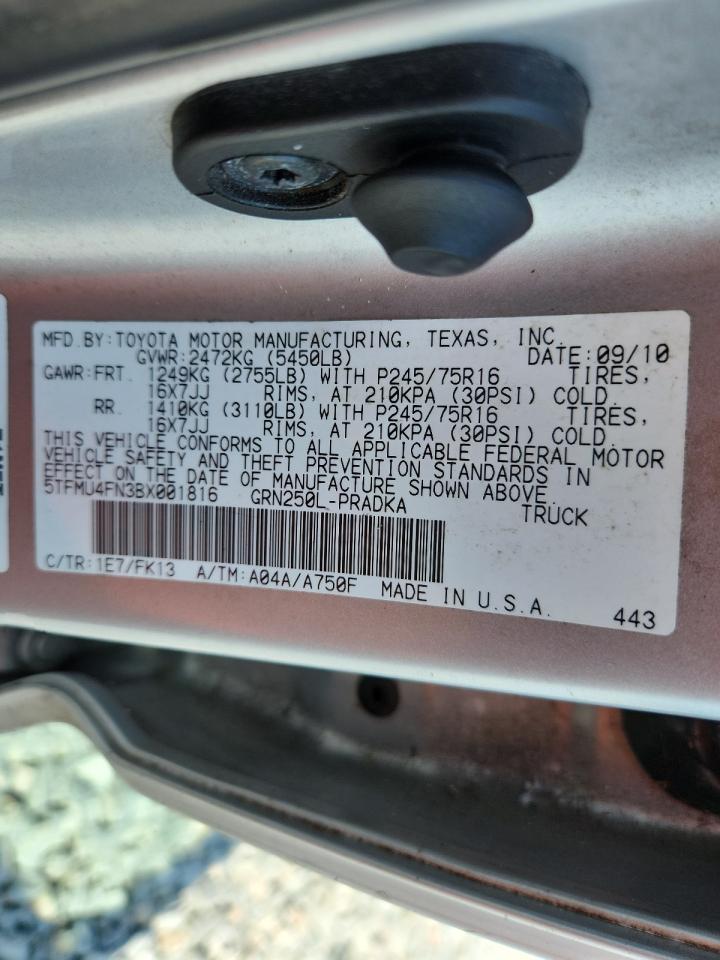 MFD.BY:TOYOTA MOTOR MANUFACTURING, TEXAS, INC.
GVWR:2472KG (5450LB) DATE:09/10
GAWR:FRT. 1249KG (2755LB) WITH P245/75R16 TIRES,
16X7JJ RIMS, AT 210KPA (30PSI) COLD
RR. 1410KG (3110LB) WITH P245/75R16 TIRES,
16X7JJ RIMS, AT 210KPA (30PSI) COLD
THIS VEHICLE CONFORMS TO ALL APPLICABLE FEDERAL MOTOR
VEHICLE SAFETY AND THEFT PREVENTION STANDARDS IN
EFFECT ON THE DATE OF MANUFACTURE SHOWN ABOVE.
5TFMU4FN3BX001816 GRN250L-PRADKA TRUCK
C/TR:1E7/FK13 A/TM:A04A/A750F MADE IN U.S.A. 443